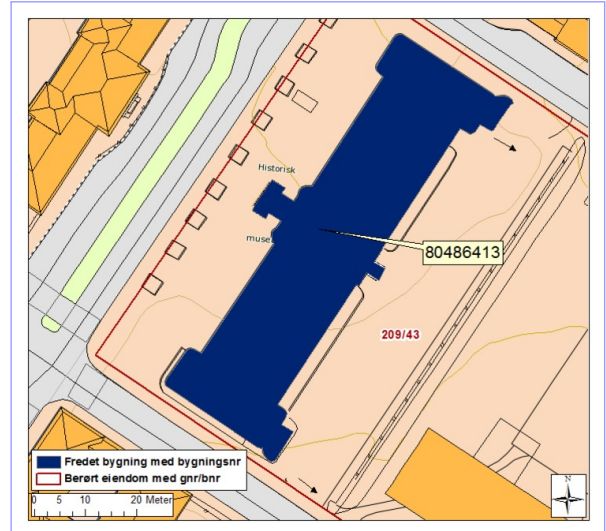 Historisk
muse
80486413
209/43
Fredet bygning med bygningsnr
Berørt eiendom med gnr/bnr
0 5 10 20 Meter
N